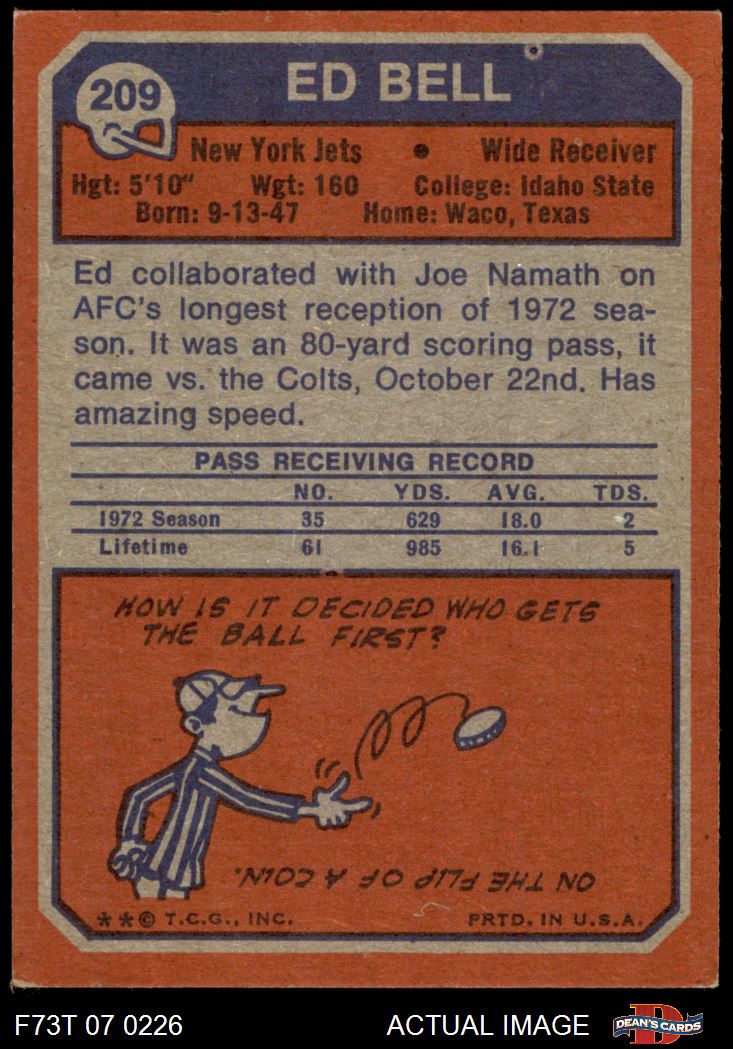 209
ED BELL
New York Jets • Wide Receiver
Hgt: 5'10" Wgt: 160 College: Idaho State
Born: 9-13-47 Home: Waco, Texas
Ed collaborated with Joe Namath on
AFC's longest reception of 1972 sea-
son. It was an 80-yard scoring pass, it
came vs. the Colts, October 22nd. Has
amazing speed.
PASS RECEIVING RECORD
NO. YDS. AVG. TDS.
1972 Season 35 629 18.0 2
Lifetime 61 985 16.1 5
HOW IS IT DECIDED WHO GETS
THE BALL FIRST?
ON THE FLIP OF A COIN.
**© T.C.G., INC. PRTD. IN U.S.A.
F73T 07 0226 ACTUAL IMAGE D DEAN'S CARDS